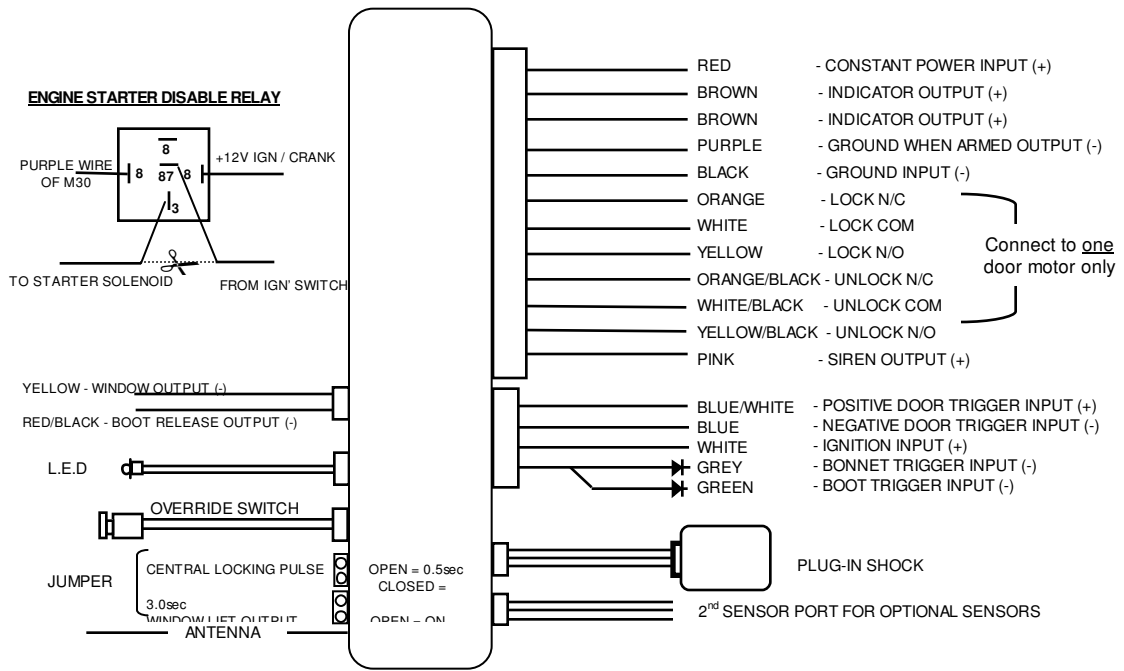 ENGINE STARTER DISABLE RELAY
8
PURPLE WIRE
OF M30
8 87 8
+12V IGN / CRANK
3
TO STARTER SOLENOID
FROM IGN' SWITCH
YELLOW - WINDOW OUTPUT (-)
RED/BLACK - BOOT RELEASE OUTPUT (-)
L.E.D
OVERRIDE SWITCH
JUMPER
CENTRAL LOCKING PULSE
3.0sec
WINDOW LIFT OUTPUT
ANTENNA
OPEN = 0.5sec
CLOSED =
OPEN = ON
RED - CONSTANT POWER INPUT (+)
BROWN - INDICATOR OUTPUT (+)
BROWN - INDICATOR OUTPUT (+)
PURPLE - GROUND WHEN ARMED OUTPUT (-)
BLACK - GROUND INPUT (-)
ORANGE - LOCK N/C
WHITE - LOCK COM
YELLOW - LOCK N/O
ORANGE/BLACK - UNLOCK N/C
WHITE/BLACK - UNLOCK COM
YELLOW/BLACK - UNLOCK N/O
PINK - SIREN OUTPUT (+)
Connect to one
door motor only
BLUE/WHITE - POSITIVE DOOR TRIGGER INPUT (+)
BLUE - NEGATIVE DOOR TRIGGER INPUT (-)
WHITE - IGNITION INPUT (+)
GREY - BONNET TRIGGER INPUT (-)
GREEN - BOOT TRIGGER INPUT (-)
PLUG-IN SHOCK
2nd SENSOR PORT FOR OPTIONAL SENSORS